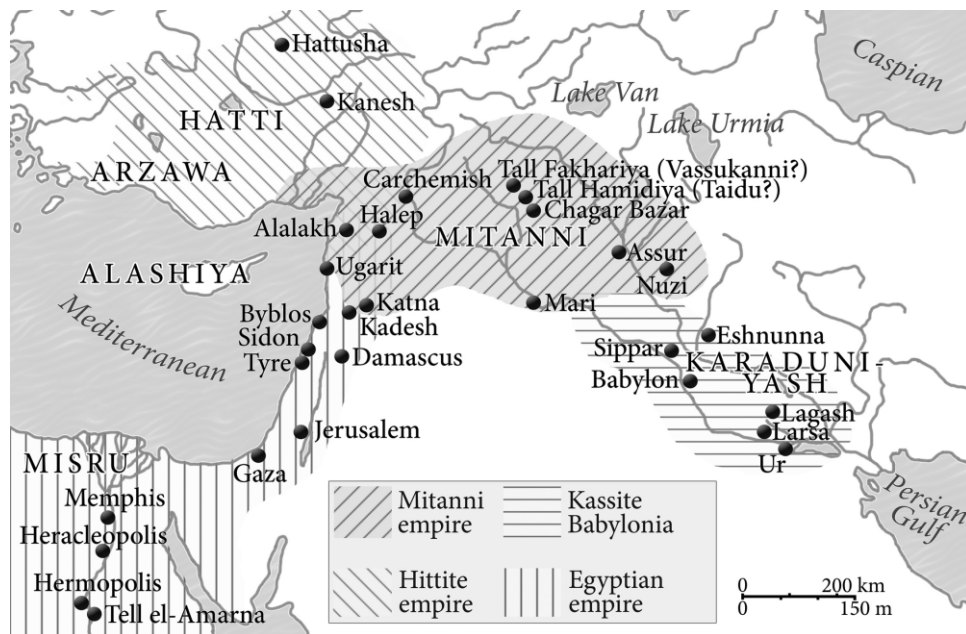 Hattusha
Caspian
Lake Van
Kanesh
HATTI
Lake Urmia
ARZAWA
Tall Fakhariya (Vassukanni?)
Carchemish
Tall Hamidiya (Taidu?)
Chagar Bazar
Halep
Alalakh
MITANNI
Assur
Ugarit
ALASHIYA
Nuzi
Mediterranean
Katna
Mari
Byblos
Kadesh
Sidon
Eshnunna
Tyre
Damascus
Sippar
KARADUNI-
YASH
Babylon
Lagash
Jerusalem
Larsa
MISRU
Gaza
Ur
Memphis
Mitanni
empire
Kassite
Babylonia
Persian
Gulf
Heracleopolis
Hermopolis
Hittite
empire
Egyptian
empire
0 200 km
0 150 m
Tell el-Amarna